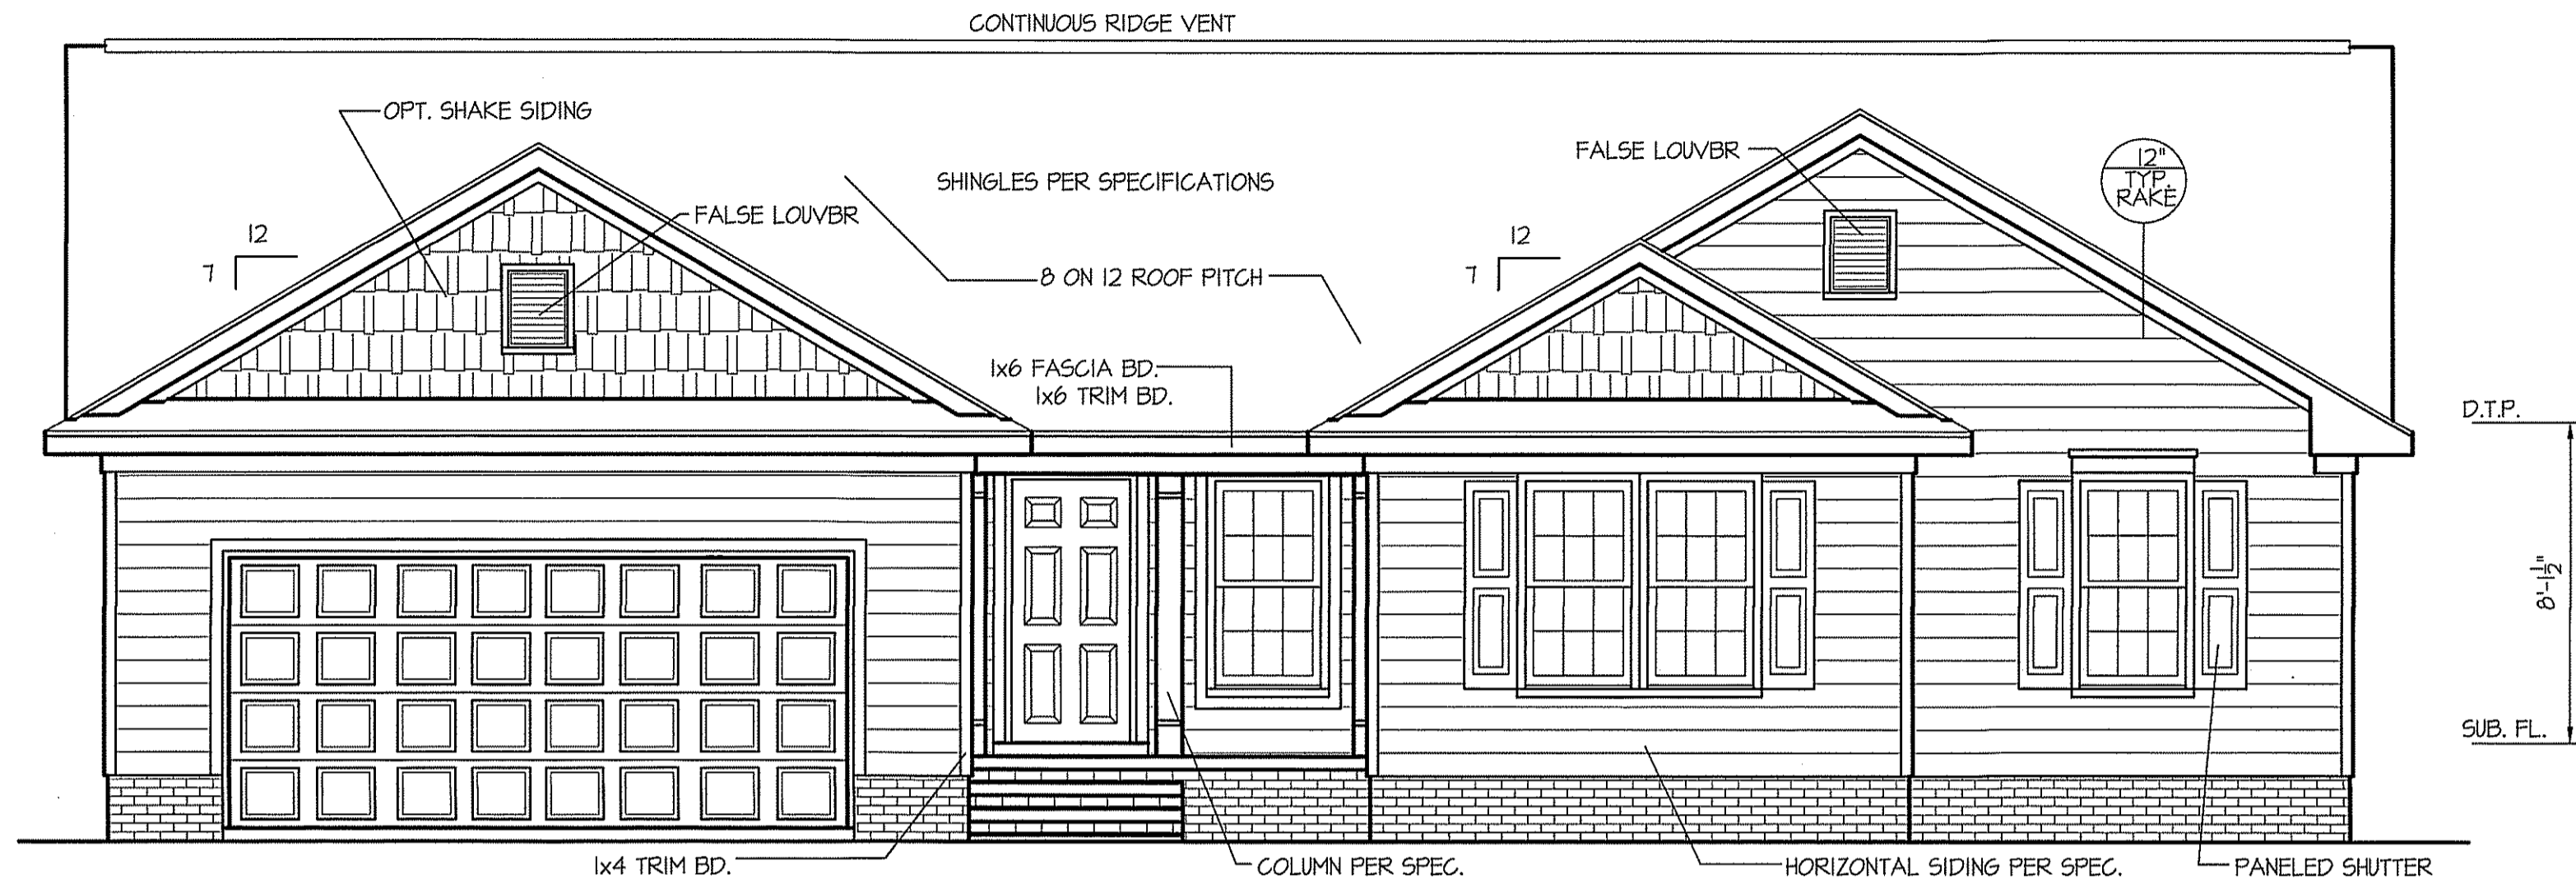 CONTINUOUS RIDGE VENT
OPT. SHAKE SIDING
FALSE LOUVBR
12"
TYP.
RAKE
SHINGLES PER SPECIFICATIONS
FALSE LOUVBR
12
7
12
7
8 ON 12 ROOF PITCH
1x6 FASCIA BD.
1x6 TRIM BD.
D.T.P.
8'-1 1/2"
SUB. FL.
1x4 TRIM BD.
COLUMN PER SPEC.
HORIZONTAL SIDING PER SPEC.
PANELED SHUTTER